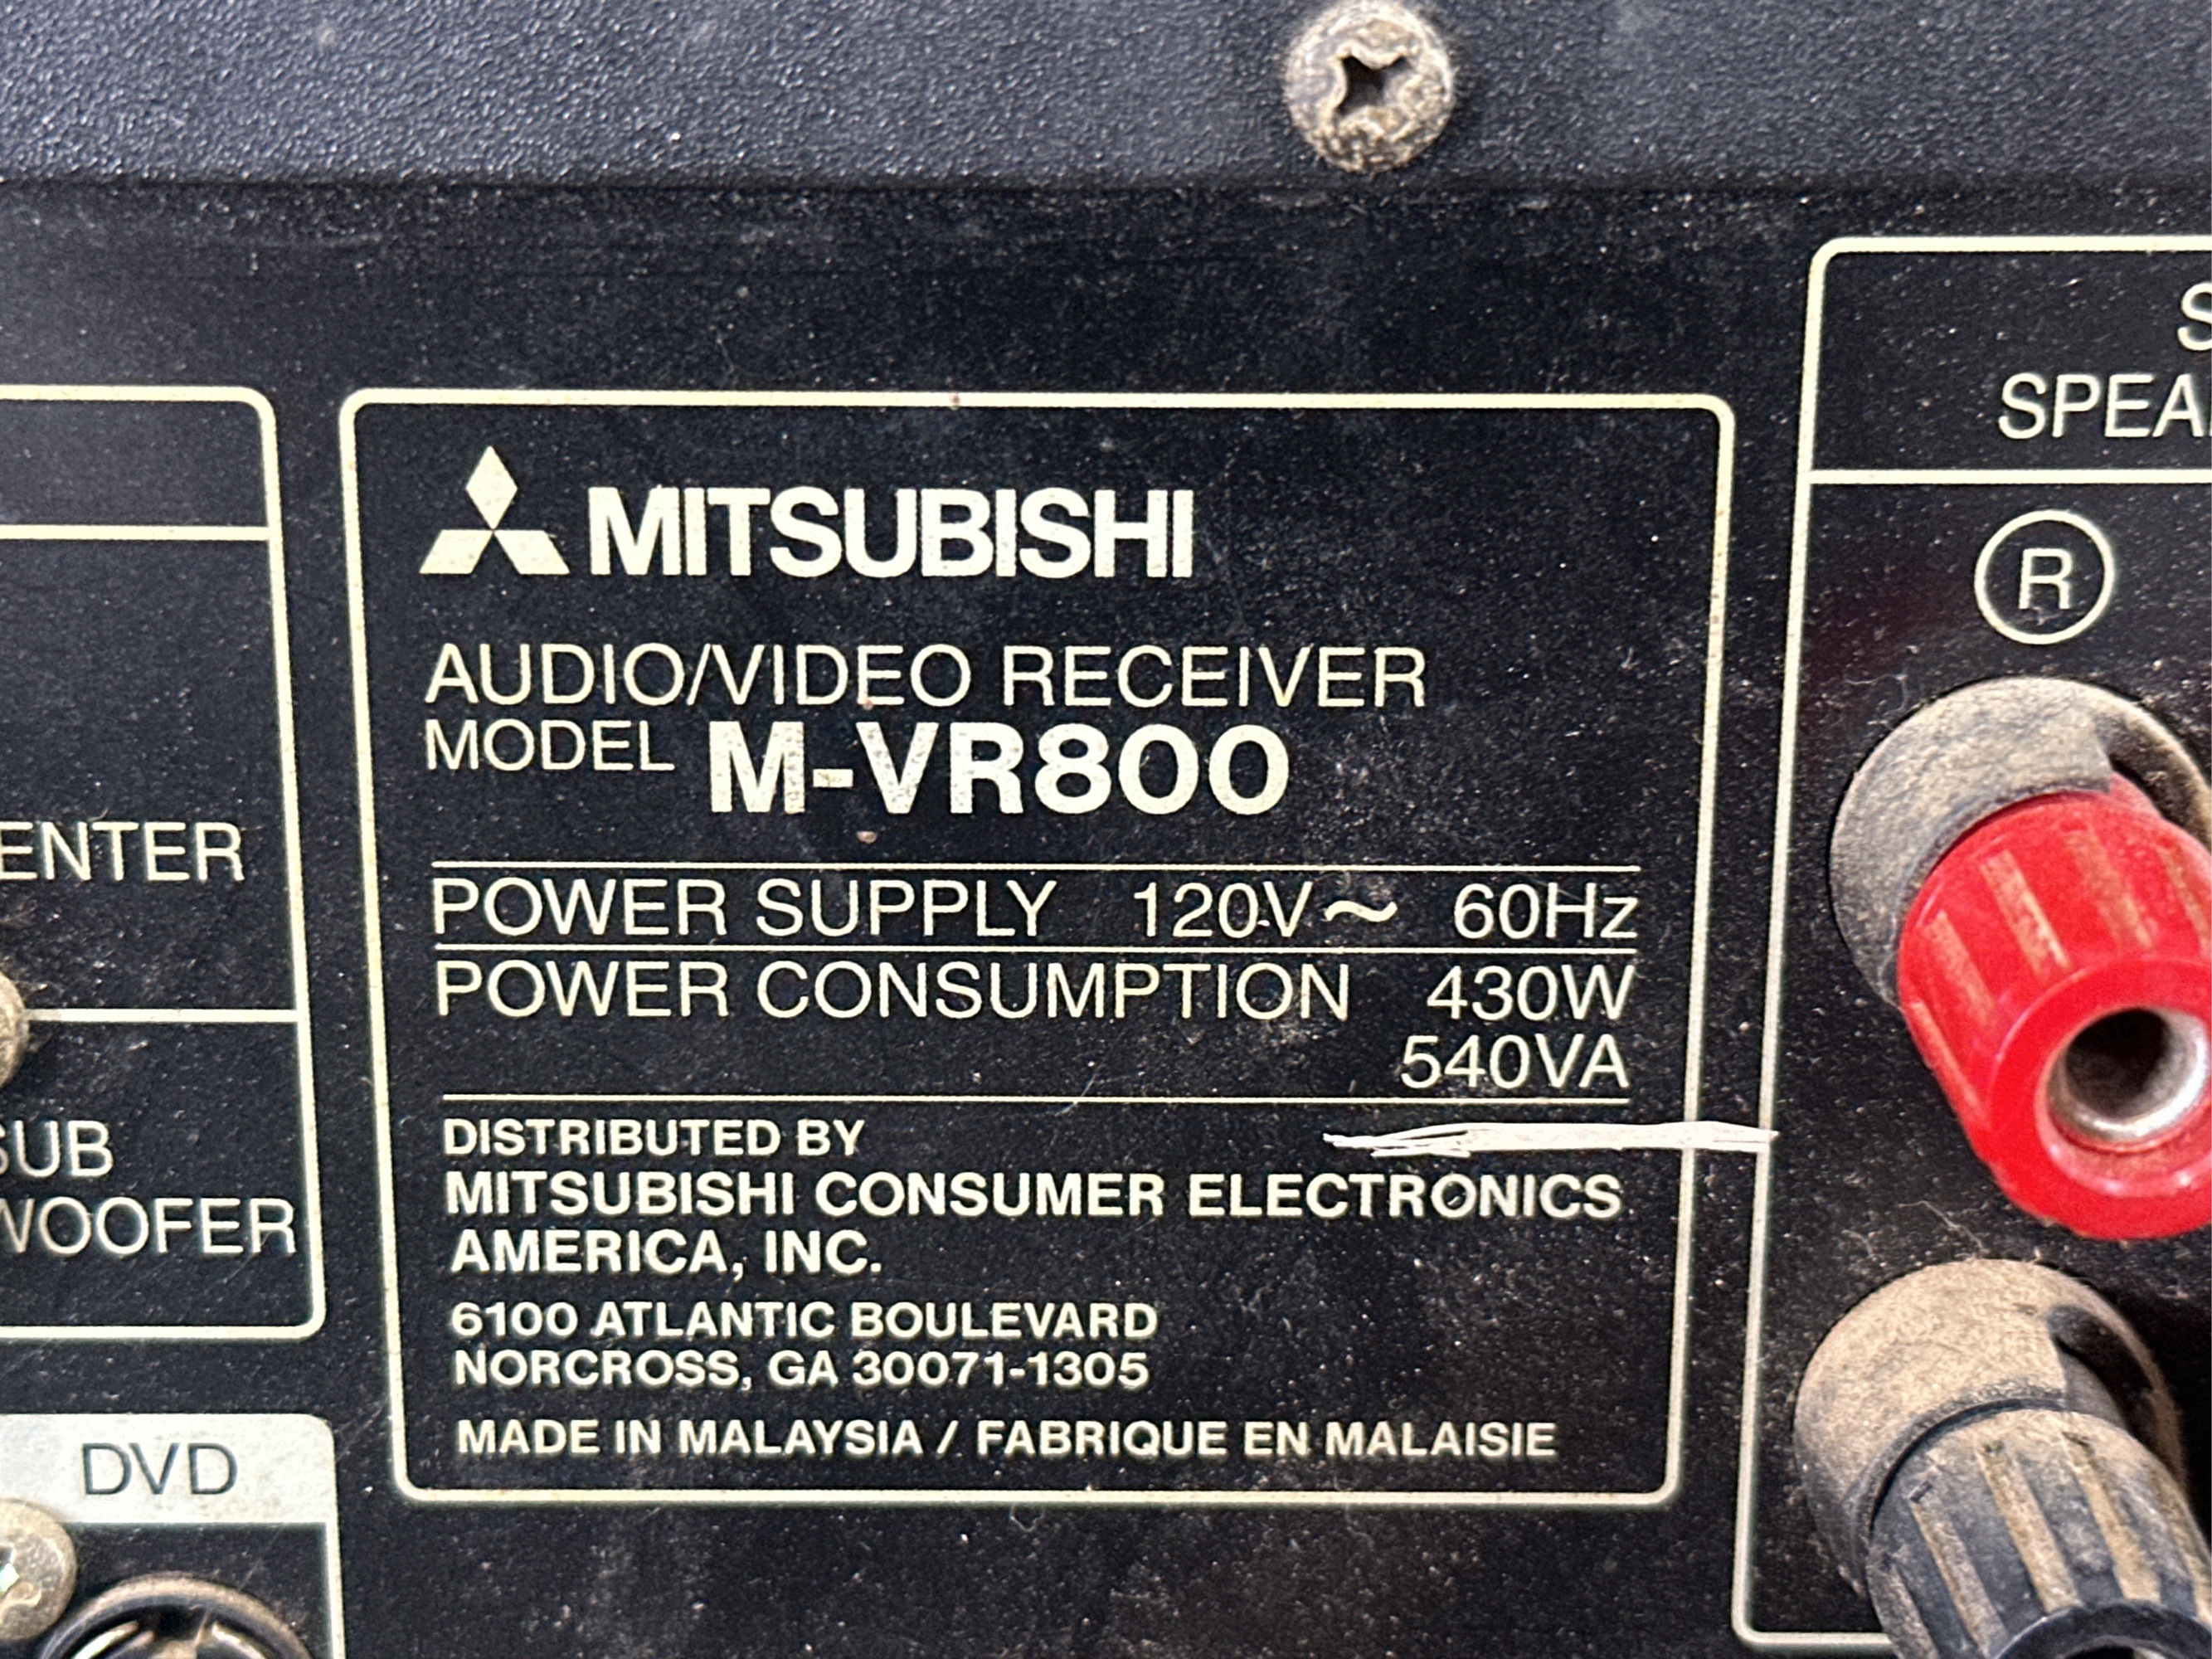 MITSUBISHI
AUDIO/VIDEO RECEIVER
MODEL M-VR800
POWER SUPPLY 120V~ 60Hz
POWER CONSUMPTION 430W
540VA
DISTRIBUTED BY
MITSUBISHI CONSUMER ELECTRONICS
AMERICA, INC.
6100 ATLANTIC BOULEVARD
NORCROSS, GA 30071-1305
MADE IN MALAYSIA / FABRIQUE EN MALAISIE
ENTER
SUB
WOOFER
DVD
S
SPEA
R